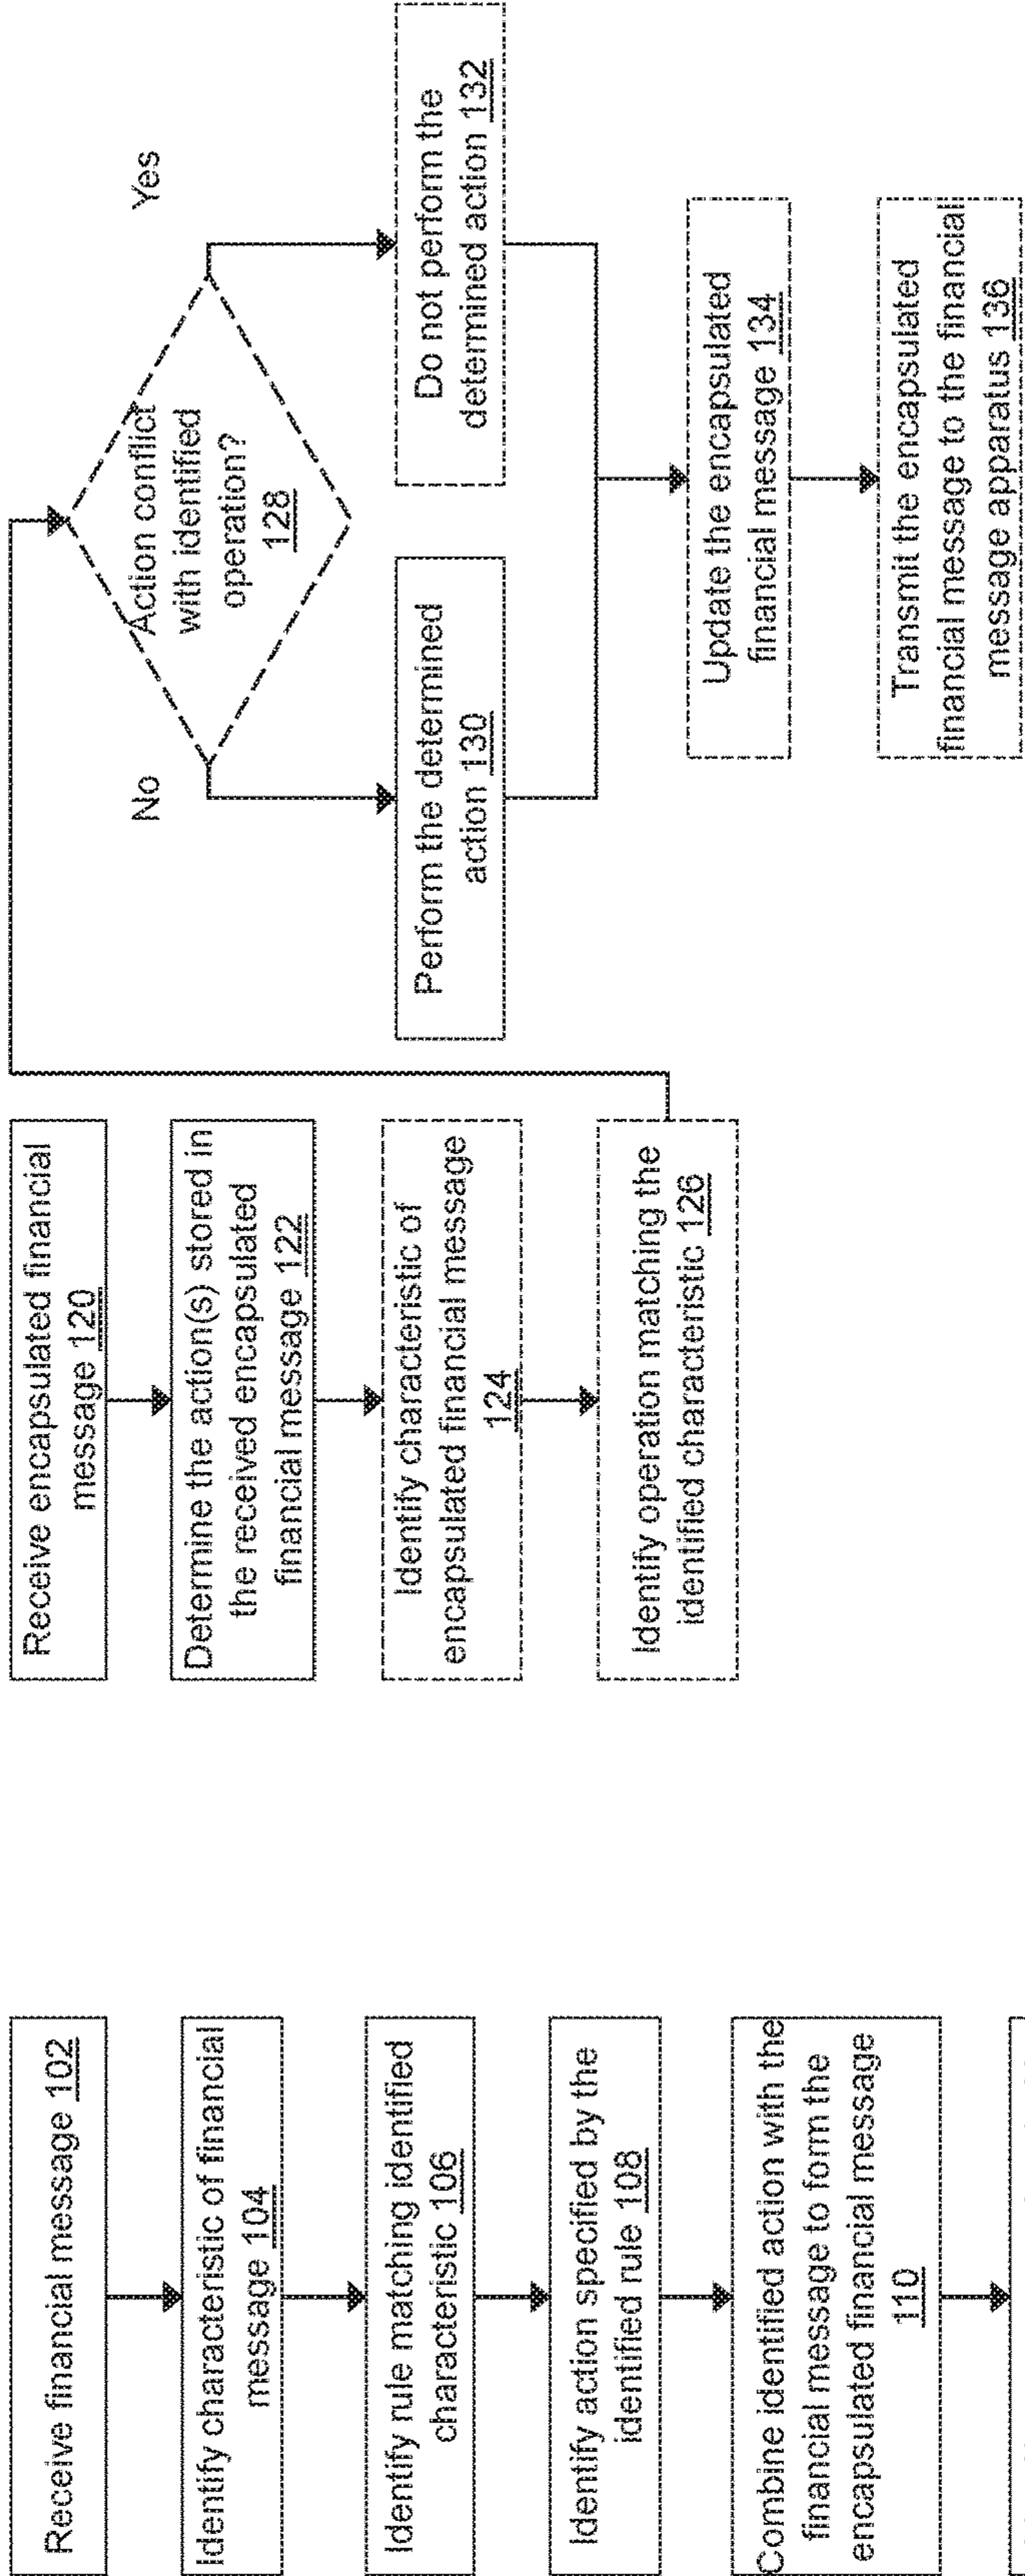 Receive financial message 102
Identify characteristic of financial
message 104
Identify rule matching identified
characteristic 106
Identify action specified by the
identified rule 108
Combine identified action with the
financial message to form the
encapsulated financial message
110
Receive encapsulated financial
message 120
Determine the action(s) stored in
the received encapsulated
financial message 122
Identify characteristic of
encapsulated financial message
124
Identify operation matching the
identified characteristic 126
Action conflict
with identified
operation?
128
No
Yes
Perform the determined
action 130
Do not perform the
determined action 132
Update the encapsulated
financial message 134
Transmit the encapsulated
financial message to the financial
message apparatus 136